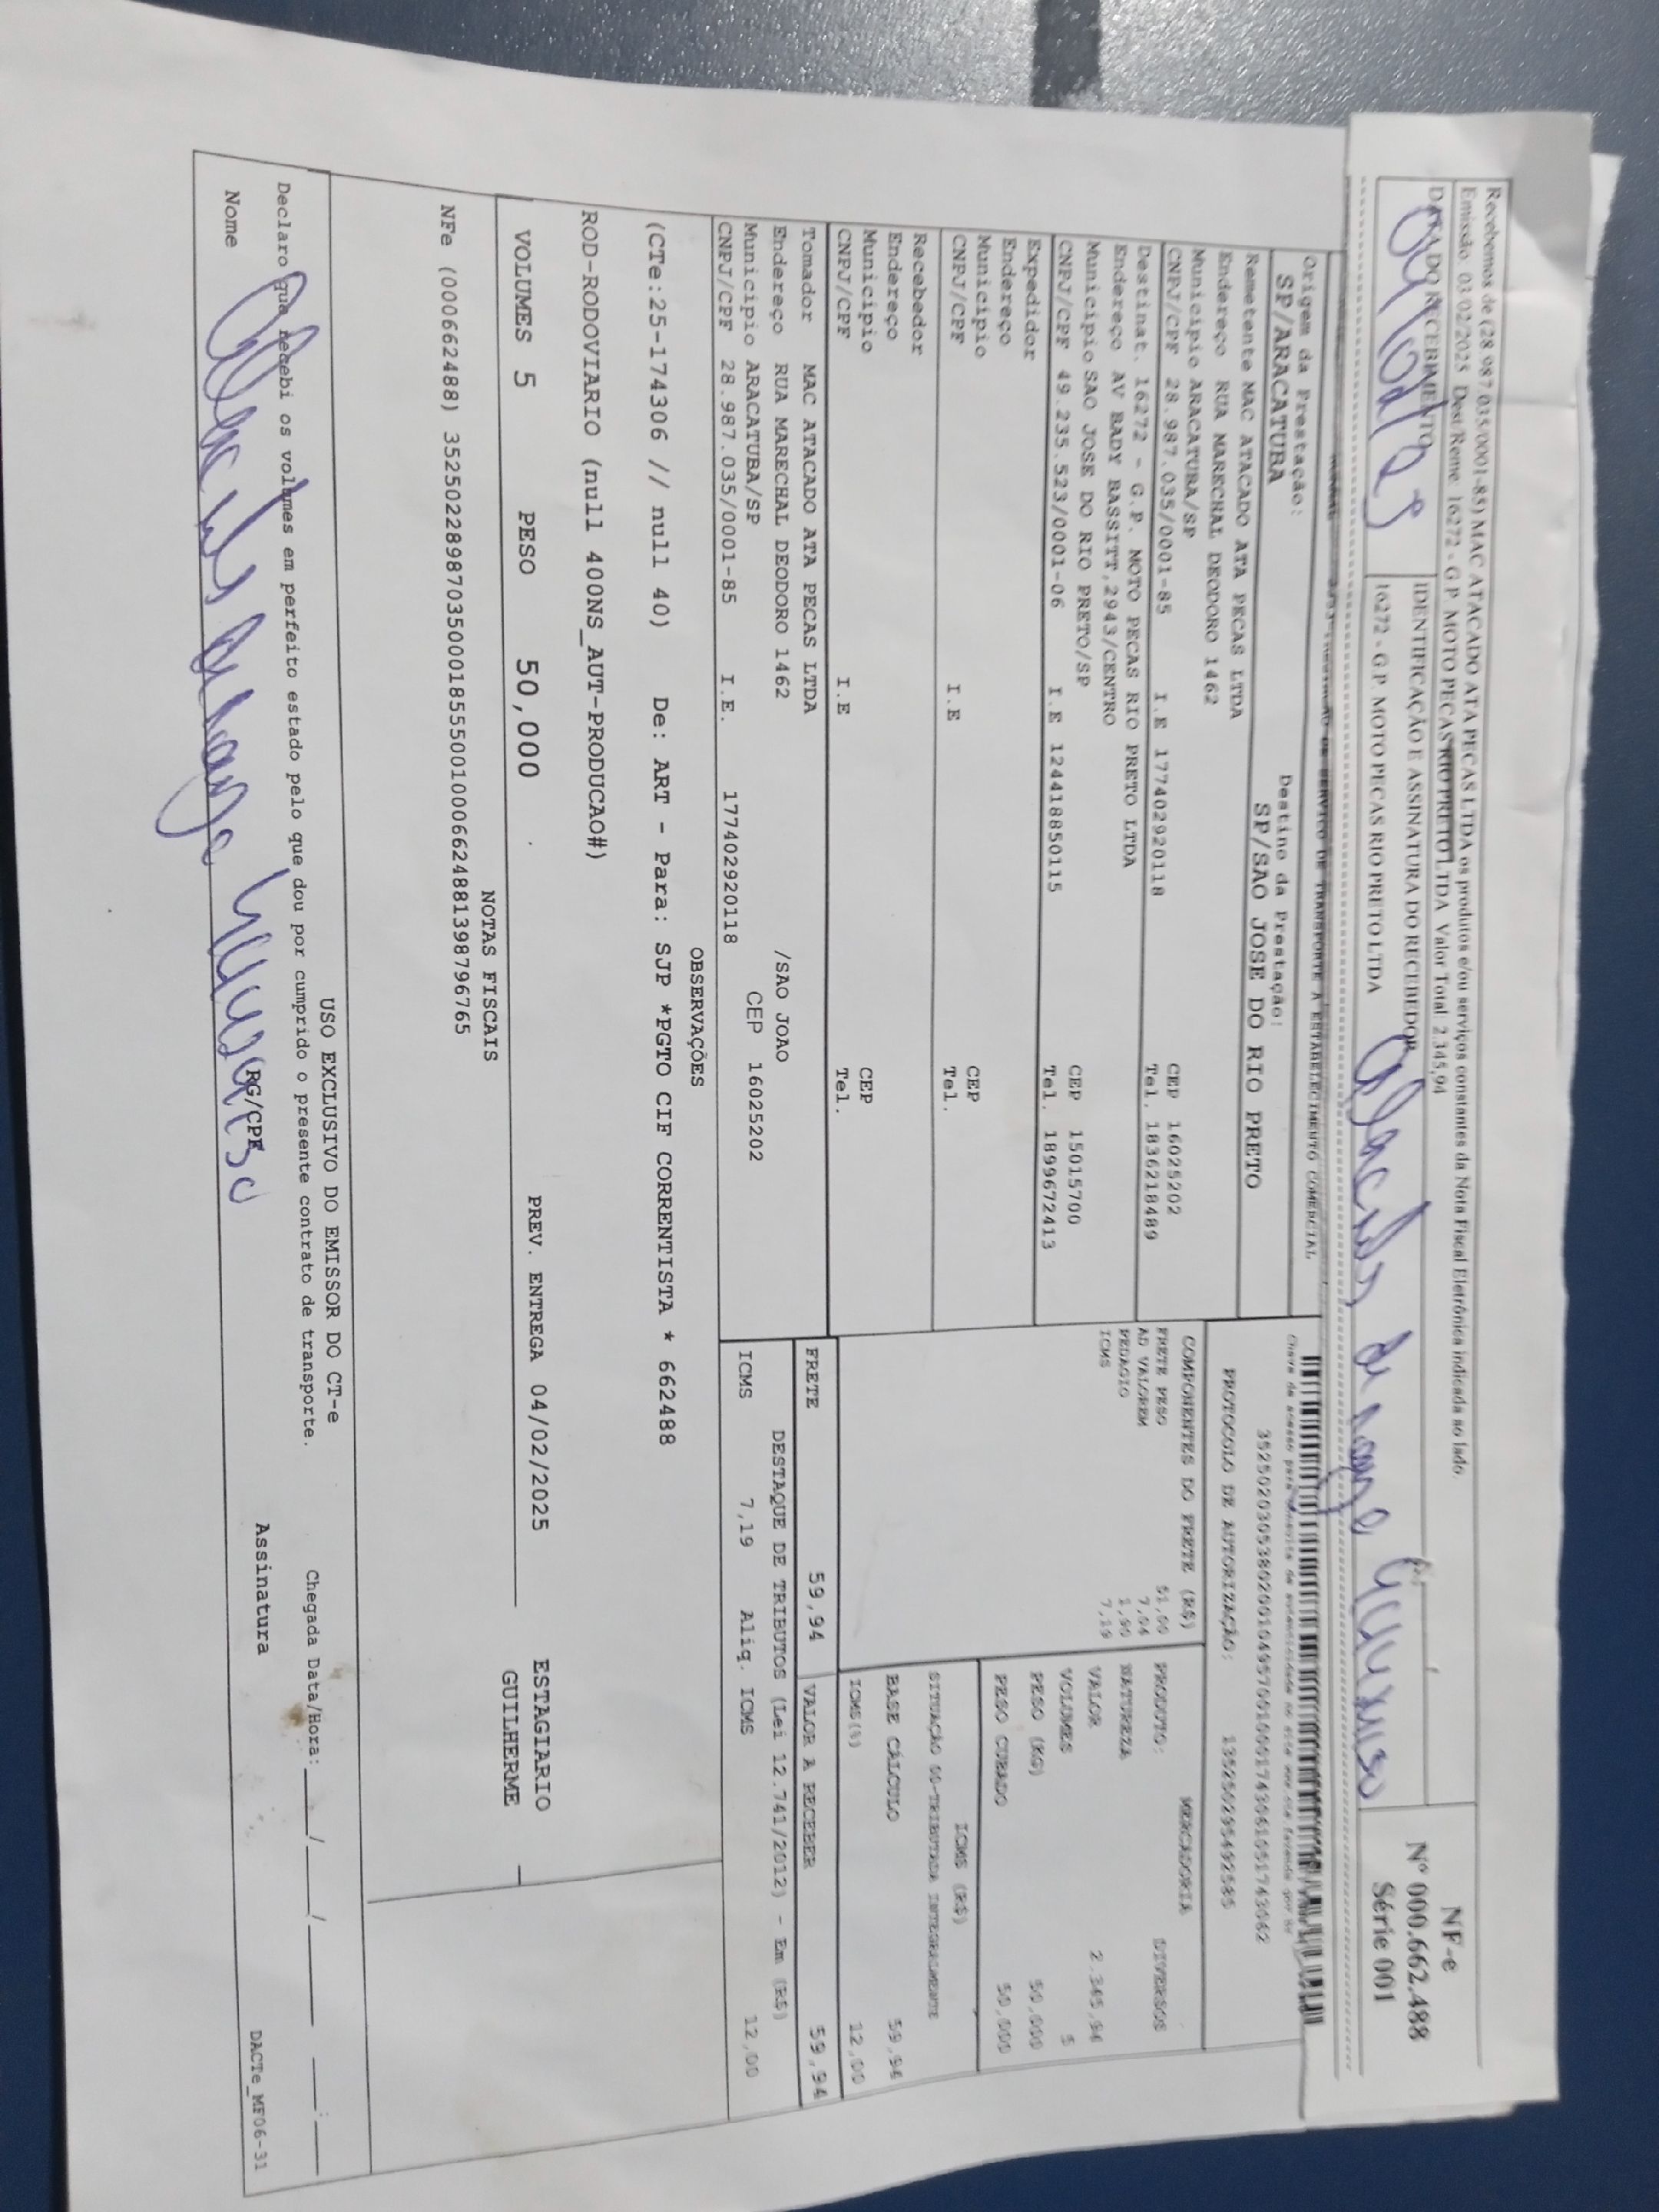 Recebemos de (28.987.035/0001-85) MAC ATACADO ATA PECAS LTDA os produtos e/ou serviços constantes da Nota Fiscal Eletrônica indicada ao lado.
Emissão: 03/02/2025 Dest/Reme: 16272 - G.P. MOTO PECAS RIO PRETO LTDA Valor Total: 2.345,94
DATA DO RECEBIMENTO
IDENTIFICAÇÃO E ASSINATURA DO RECEBEDOR
16272 - G.P. MOTO PECAS RIO PRETO LTDA
NF-e
Nº 000.662.488
Série 001
Origem da Prestação:
SP/ARACATUBA
Destino da Prestação:
SP/SAO JOSE DO RIO PRETO
Remetente MAC ATACADO ATA PECAS LTDA
Endereço RUA MARECHAL DEODORO 1462
Municipio ARACATUBA/SP CEP 16025202
CNPJ/CPF 28.987.035/0001-85 I.E 177402920118 Tel. 1836218489
Destinat. 16272 - G.P. MOTO PECAS RIO PRETO LTDA
Endereço AV BADY BASSITT,2943/CENTRO
Municipio SAO JOSE DO RIO PRETO/SP CEP 15015700
CNPJ/CPF 49.235.523/0001-06 I.E 124418850115 Tel. 1899672413
Expedidor
Endereço
Municipio CEP
CNPJ/CPF I.E Tel.
Recebedor
Endereço
Municipio CEP
CNPJ/CPF I.E Tel.
Tomador MAC ATACADO ATA PECAS LTDA
Endereço RUA MARECHAL DEODORO 1462 /SAO JOAO
Municipio ARACATUBA/SP CEP 16025202
CNPJ/CPF 28.987.035/0001-85 I.E. 177402920118
PROTOCOLO DE AUTORIZAÇÃO:
COMPONENTES DO FRETE (R$)
FRETE PESO 51,00
AD VALOREM 7,04
PEDAGIO 1,90
ICMS 7,19
MERCADORIA
PRODUTO: DIVERSOS
NATUREZA
VALOR 2.345,94
VOLUMES 5
PESO (KG) 50,000
PESO CUBADO 50,000
ICMS (R$)
SITUAÇÃO 00-TRIBUTADA INTEGRALMENTE
BASE CÁLCULO 59,94
ICMS(%) 12,00
FRETE 59,94 VALOR A RECEBER 59,94
DESTAQUE DE TRIBUTOS (Lei 12.741/2012) - Em (R$)
ICMS 7,19 Aliq. ICMS 12,00
OBSERVAÇÕES
(CTe:25-174306 // null 40) De: ART - Para: SJP *PGTO CIF CORRENTISTA * 662488
ROD-RODOVIARIO (null 400NS_AUT-PRODUCAO#)
VOLUMES 5 PESO 50,000 PREV. ENTREGA 04/02/2025
ESTAGIARIO
GUILHERME
NOTAS FISCAIS
NFe (000662488) 35250228987035000185550010006624881398796765
USO EXCLUSIVO DO EMISSOR DO CT-e
Declaro que recebi os volumes em perfeito estado pelo que dou por cumprido o presente contrato de transporte.
Chegada Data/Hora: ____/____/______ ____:____
Nome RG/CPF Assinatura
DACTe_MF06-31